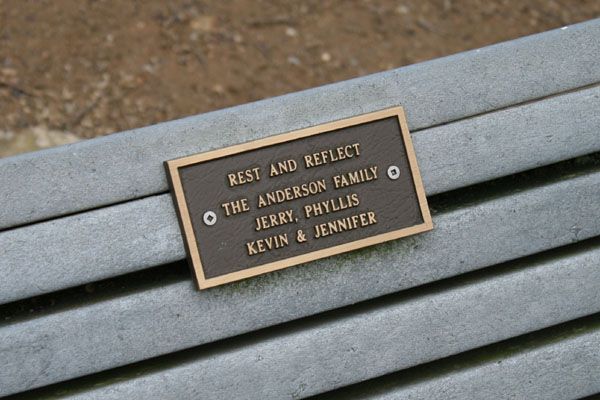 REST AND REFLECT
THE ANDERSON FAMILY
JERRY, PHYLLIS
KEVIN & JENNIFER